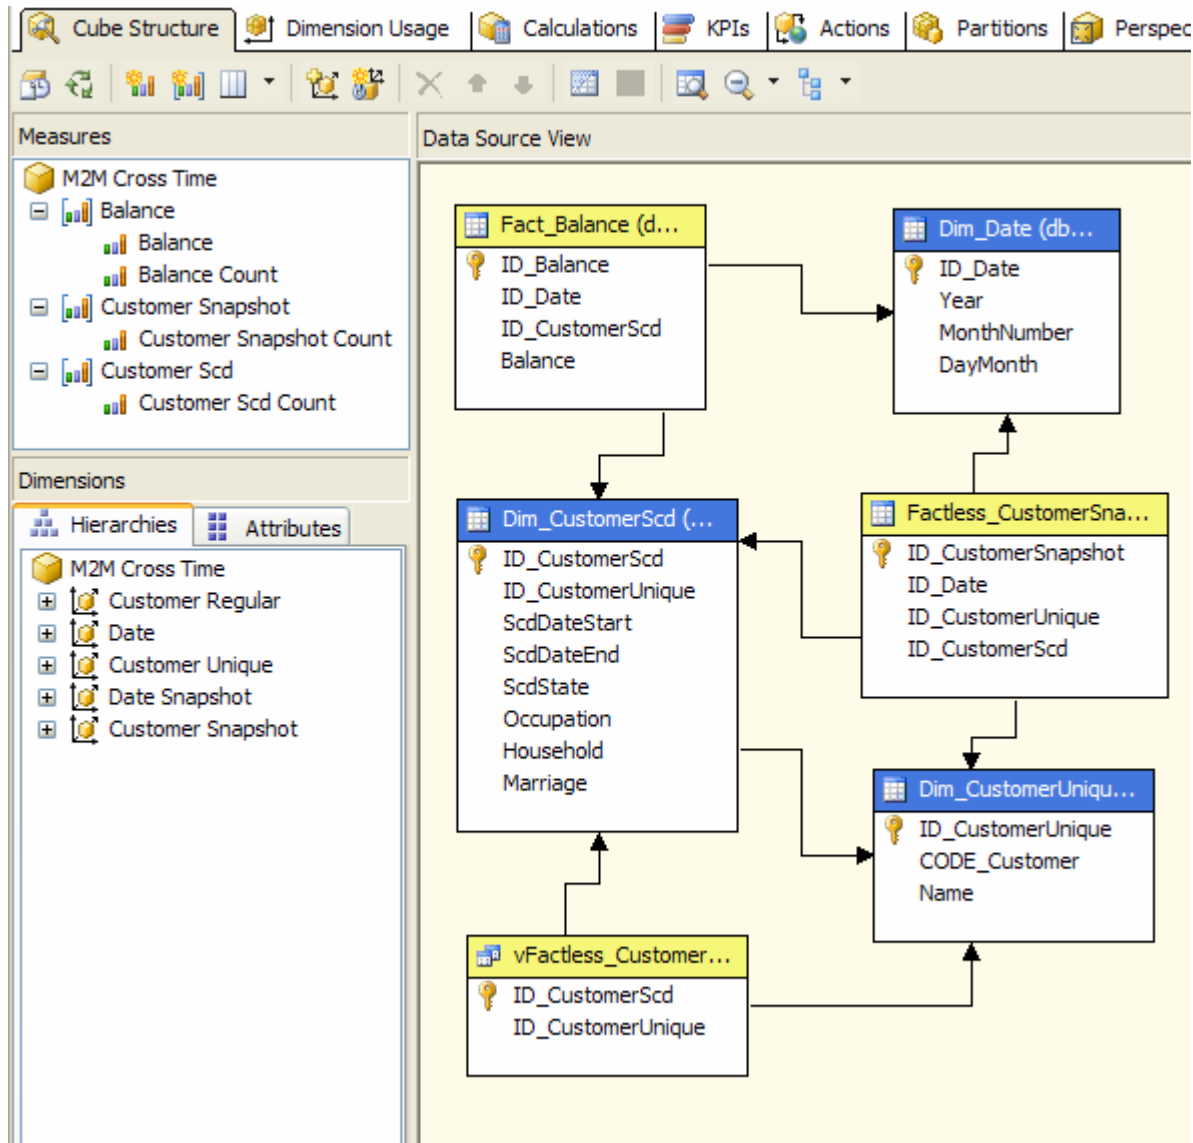 Cube Structure Dimension Usage Calculations KPIs Actions Partitions Perspec
Measures
M2M Cross Time
Balance
Balance
Balance Count
Customer Snapshot
Customer Snapshot Count
Customer Scd
Customer Scd Count
Dimensions
Hierarchies Attributes
M2M Cross Time
Customer Regular
Date
Customer Unique
Date Snapshot
Customer Snapshot
Data Source View
Fact_Balance (d...
ID_Balance
ID_Date
ID_CustomerScd
Balance
Dim_Date (db...
ID_Date
Year
MonthNumber
DayMonth
Dim_CustomerScd (...
ID_CustomerScd
ID_CustomerUnique
ScdDateStart
ScdDateEnd
ScdState
Occupation
Household
Marriage
Factless_CustomerSna...
ID_CustomerSnapshot
ID_Date
ID_CustomerUnique
ID_CustomerScd
Dim_CustomerUniqu...
ID_CustomerUnique
CODE_Customer
Name
vFactless_Customer...
ID_CustomerScd
ID_CustomerUnique